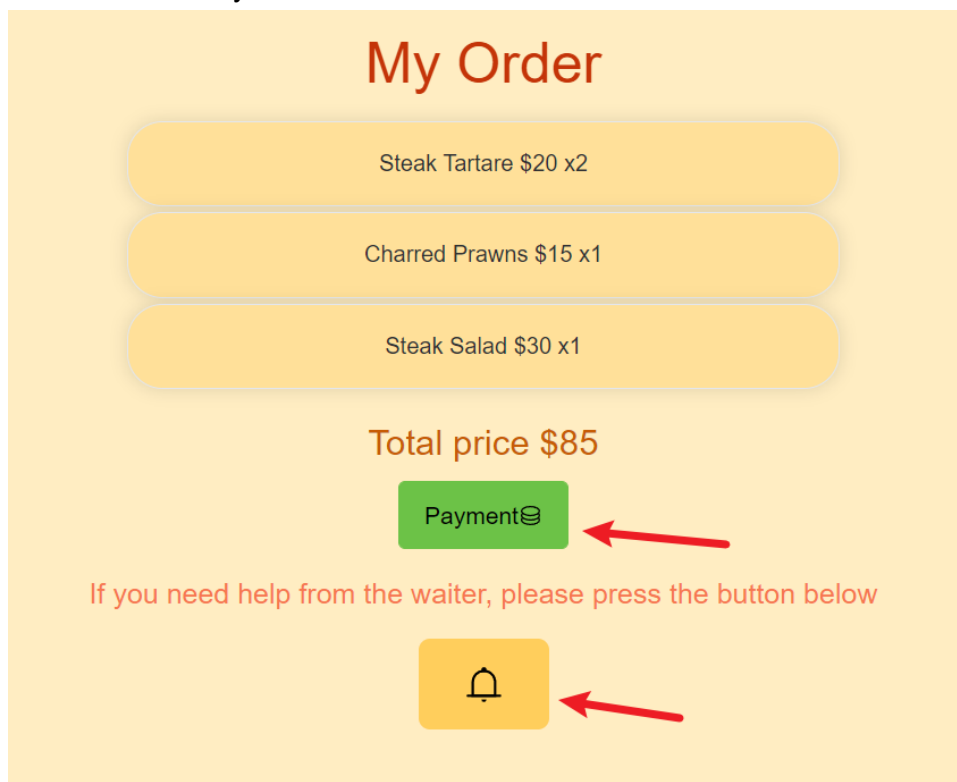 My Order
Steak Tartare $20 x2
Charred Prawns $15 x1
Steak Salad $30 x1
Total price $85
Payment
If you need help from the waiter, please press the button below